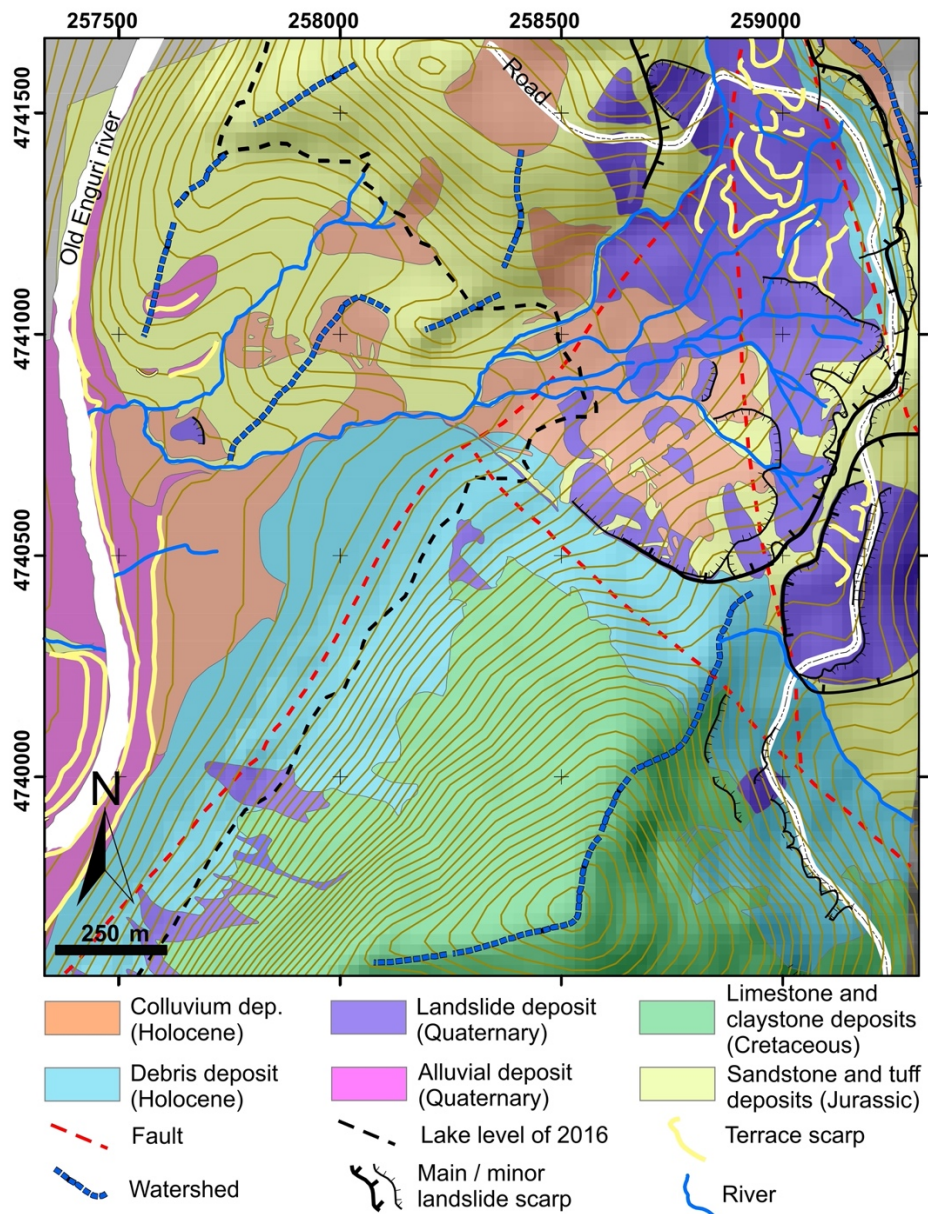 257500 258000 258500 259000
4741500
4741000
4740500
4740000
Road
Old Enguri river
N
250 m
Colluvium dep.
(Holocene)
Landslide deposit
(Quaternary)
Limestone and
claystone deposits
(Cretaceous)
Debris deposit
(Holocene)
Alluvial deposit
(Quaternary)
Sandstone and tuff
deposits (Jurassic)
Fault
Lake level of 2016
Terrace scarp
Watershed
Main / minor
landslide scarp
River